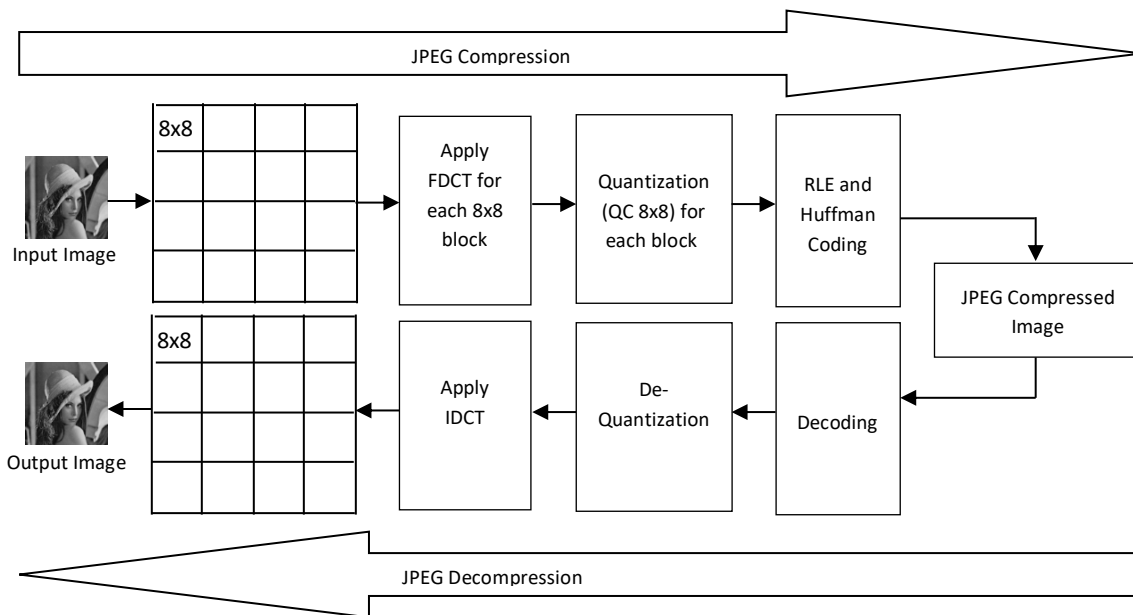 JPEG Compression
8x8
Input Image
Apply
FDCT for
each 8x8
block
Quantization
(QC 8x8) for
each block
RLE and
Huffman
Coding
JPEG Compressed
Image
8x8
Output Image
Apply
IDCT
De-
Quantization
Decoding
JPEG Decompression